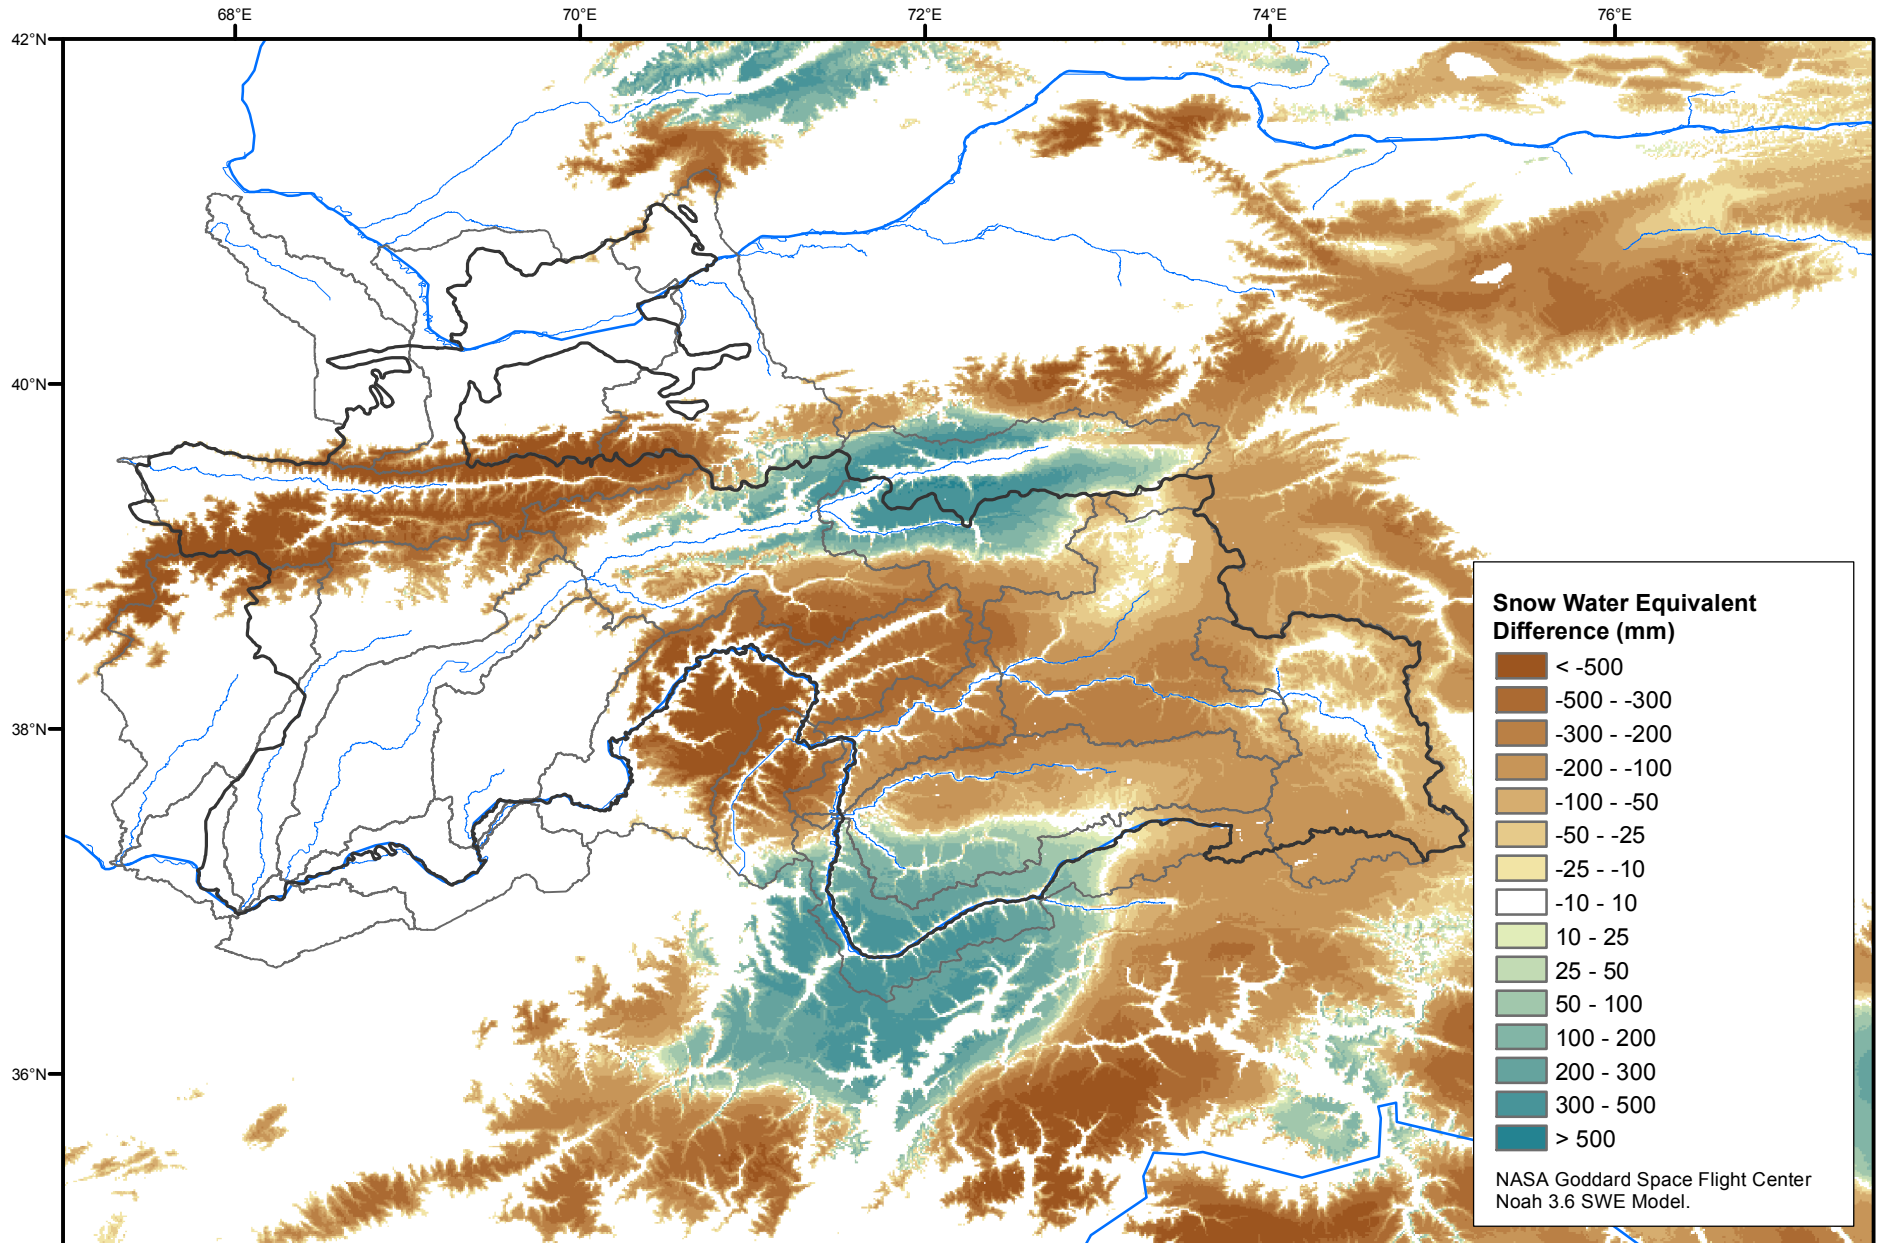 68°E 70°E 72°E 74°E 76°E
42°N
40°N
38°N
36°N
Snow Water Equivalent
Difference (mm)
< -500
-500 - -300
-300 - -200
-200 - -100
-100 - -50
-50 - -25
-25 - -10
-10 - 10
10 - 25
25 - 50
50 - 100
100 - 200
200 - 300
300 - 500
> 500
NASA Goddard Space Flight Center
Noah 3.6 SWE Model.